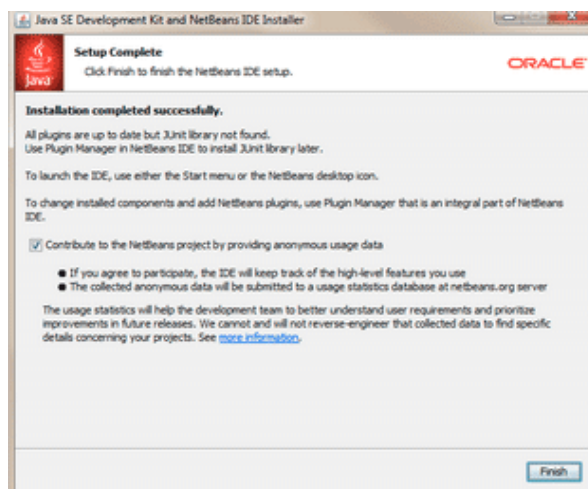 Java SE Development Kit and NetBeans IDE Installer
Setup Complete
Click Finish to finish the NetBeans IDE setup.
Java
ORACLE
Installation completed successfully.
All plugins are up to date but JUnit library not found.
Use Plugin Manager in NetBeans IDE to install JUnit library later.
To launch the IDE, use either the Start menu or the NetBeans desktop icon.
To change installed components and add NetBeans plugins, use Plugin Manager that is an integral part of NetBeans
IDE.
Contribute to the NetBeans project by providing anonymous usage data
● If you agree to participate, the IDE will keep track of the high-level features you use
● The collected anonymous data will be submitted to a usage statistics database at netbeans.org server
The usage statistics will help the development team to better understand user requirements and prioritize
improvements in future releases. We cannot and will not reverse-engineer that collected data to find specific
details concerning your projects. See more information.
Finish